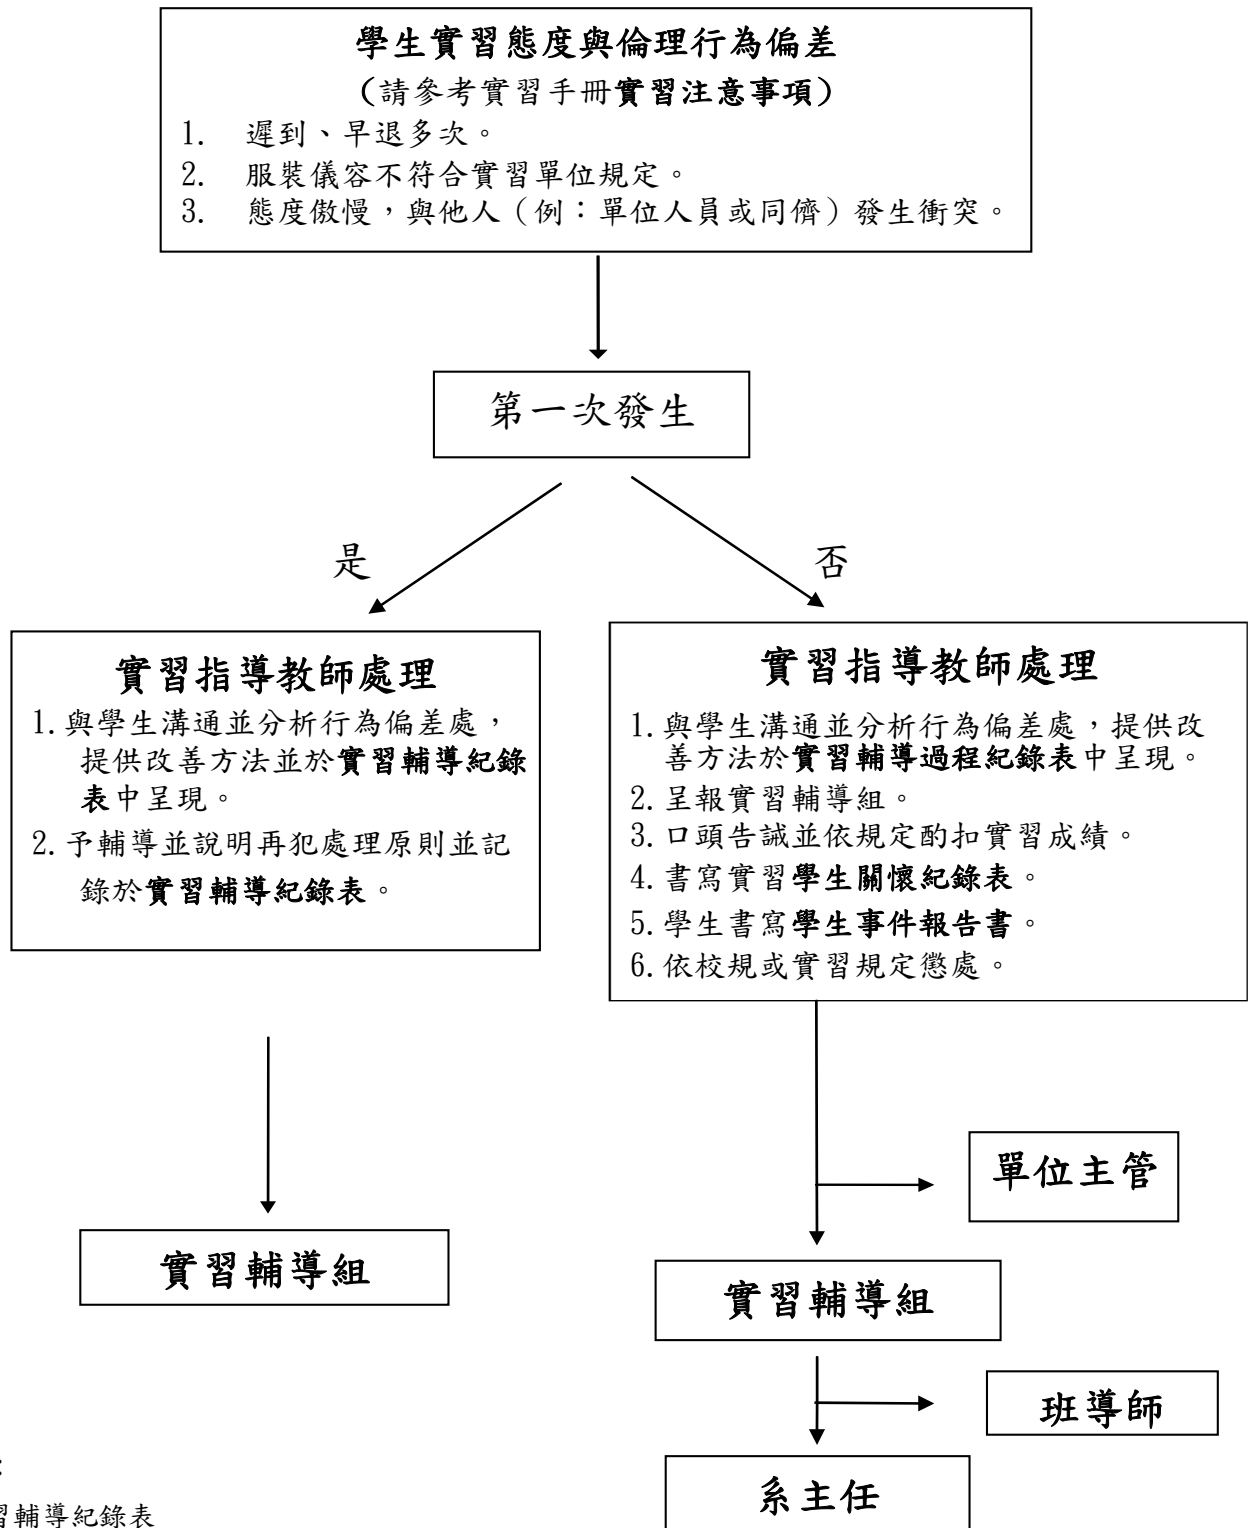 學生實習態度與倫理行為偏差
(請參考實習手冊實習注意事項)
1. 遲到、早退多次。
2. 服裝儀容不符合實習單位規定。
3. 態度傲慢，與他人（例：單位人員或同儕）發生衝突。
第一次發生
是
否
實習指導教師處理
1.與學生溝通並分析行為偏差處，
提供改善方法並於實習輔導紀錄
表中呈現。
2.予輔導並說明再犯處理原則並記
錄於實習輔導紀錄表。
實習指導教師處理
1.與學生溝通並分析行為偏差處，提供改
善方法於實習輔導過程紀錄表中呈現。
2.呈報實習輔導組。
3.口頭告誡並依規定酌扣實習成績。
4.書寫實習學生關懷紀錄表。
5.學生書寫學生事件報告書。
6.依校規或實習規定懲處。
單位主管
實習輔導組
實習輔導組
班導師
系主任
:
習輔導紀錄表